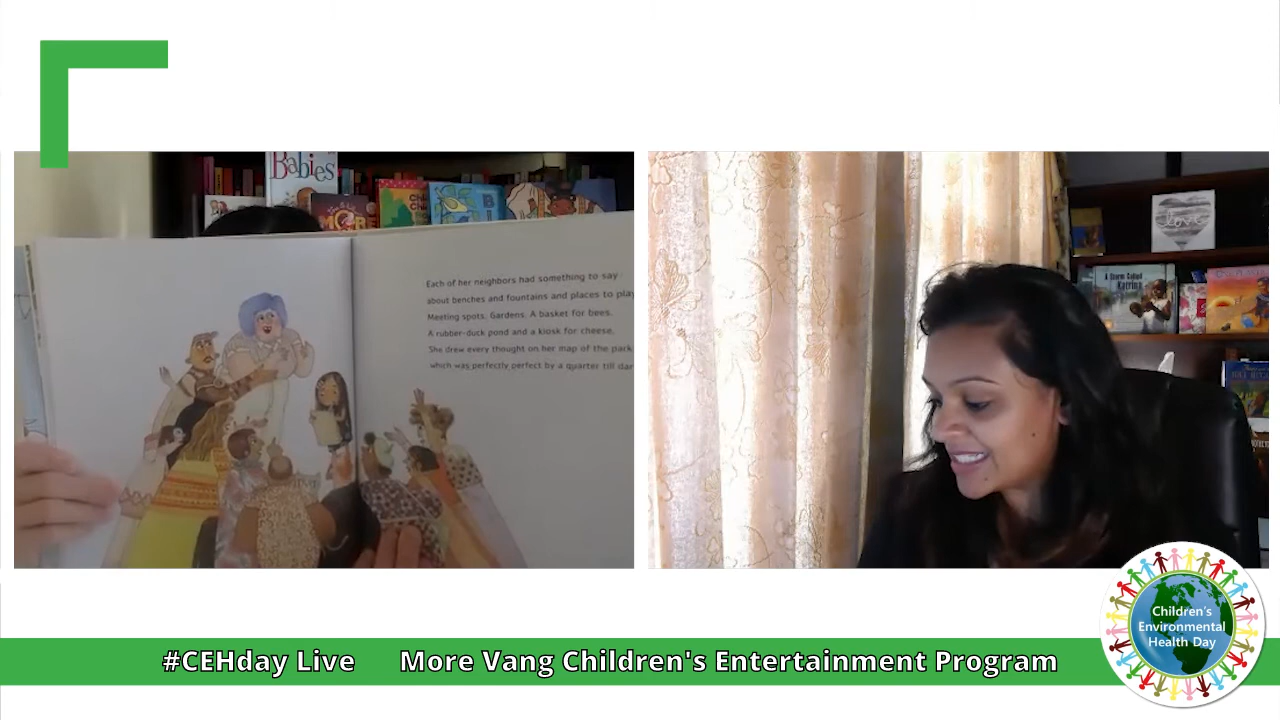 Babies
MORE
Each of her neighbors had something to say
about benches and fountains and places to play
Meeting spots. Gardens. A basket for bees.
A rubber-duck pond and a kiosk for cheese.
She drew every thought on her map of the park
which was perfectly perfect by a quarter till dar
love
A Storm Called
Katrina
Children's
Environmental
Health Day
#CEHday Live More Vang Children's Entertainment Program